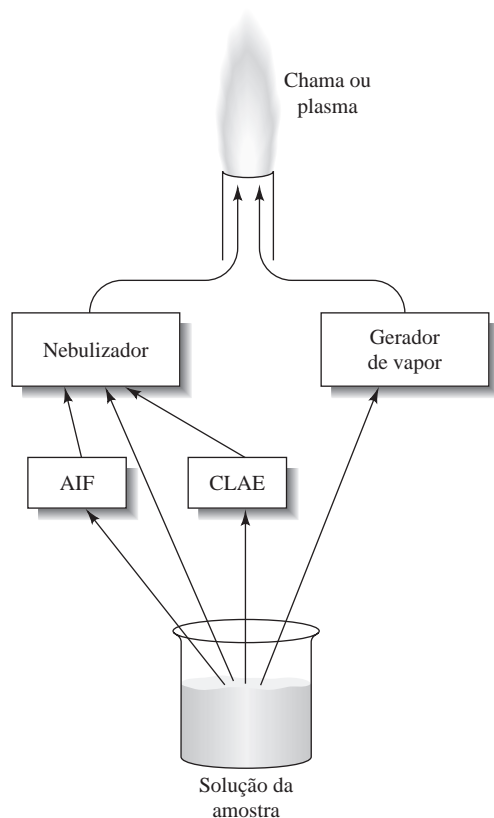 Chama ou
plasma
Nebulizador
Gerador
de vapor
AIF
CLAE
Solução da
amostra